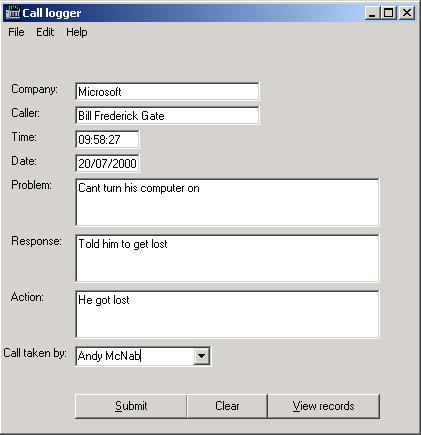 Call logger
File Edit Help
Company: Microsoft
Caller: Bill Frederick Gate
Time: 09:58:27
Date: 20/07/2000
Problem: Cant turn his computer on
Response: Told him to get lost
Action: He got lost
Call taken by: Andy McNab
Submit Clear View records